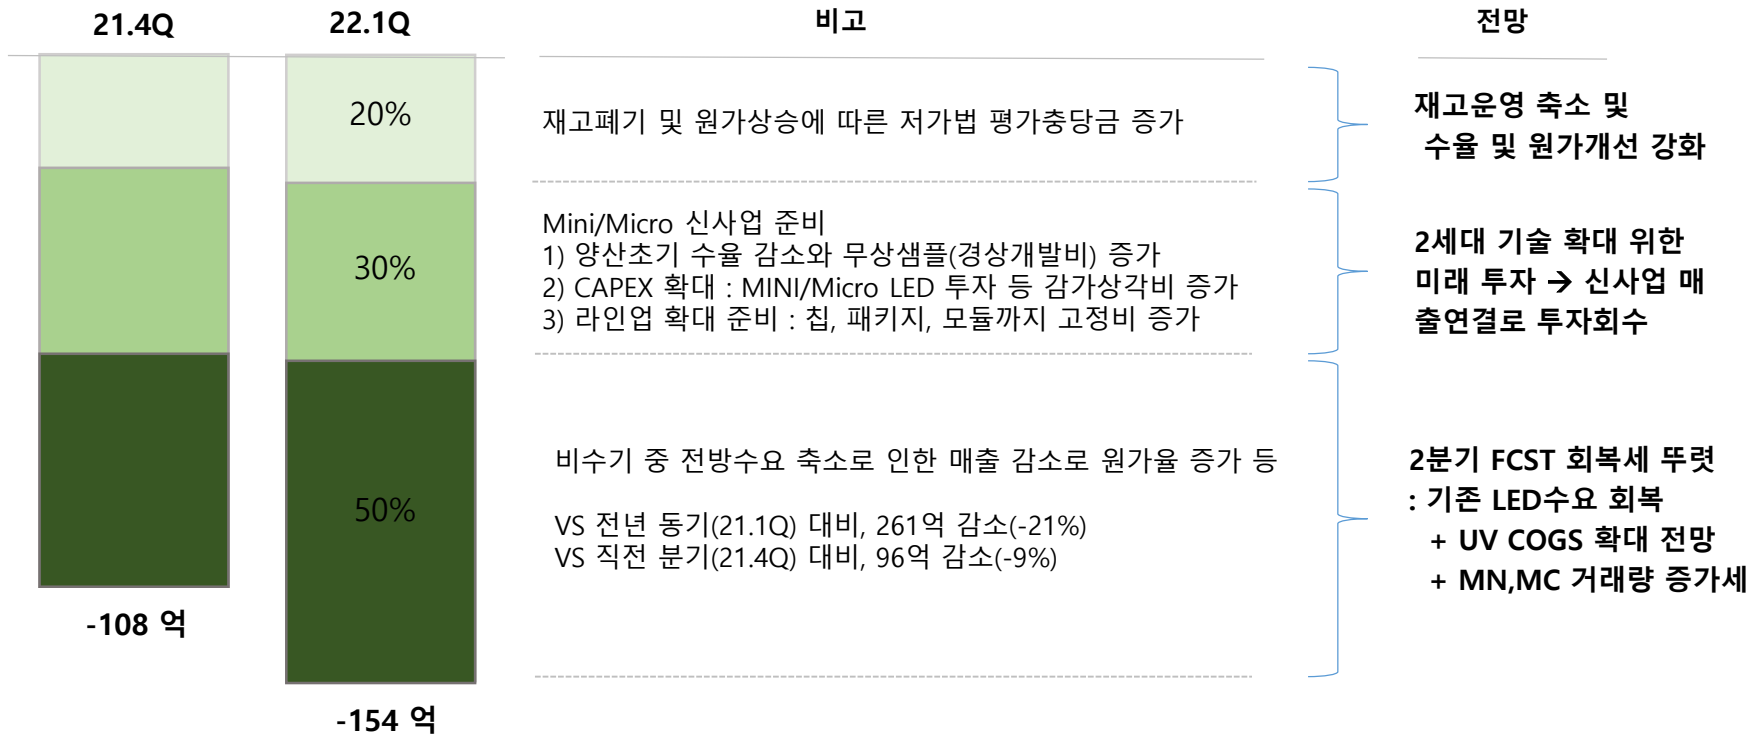 21.4Q
22.1Q
비고
전망
20%
재고폐기 및 원가상승에 따른 저가법 평가충당금 증가
재고운영 축소 및
수율 및 원가개선 강화
30%
Mini/Micro 신사업 준비
1) 양산초기 수율 감소와 무상샘플(경상개발비) 증가
2) CAPEX 확대 : MINI/Micro LED 투자 등 감가상각비 증가
3) 라인업 확대 준비 : 칩, 패키지, 모듈까지 고정비 증가
2세대 기술 확대 위한
미래 투자 → 신사업 매
출연결로 투자회수
50%
비수기 중 전방수요 축소로 인한 매출 감소로 원가율 증가 등
VS 전년 동기(21.1Q) 대비, 261억 감소(-21%)
VS 직전 분기(21.4Q) 대비, 96억 감소(-9%)
2분기 FCST 회복세 뚜렷
: 기존 LED수요 회복
+ UV COGS 확대 전망
+ MN,MC 거래량 증가세
-108 억
-154 억